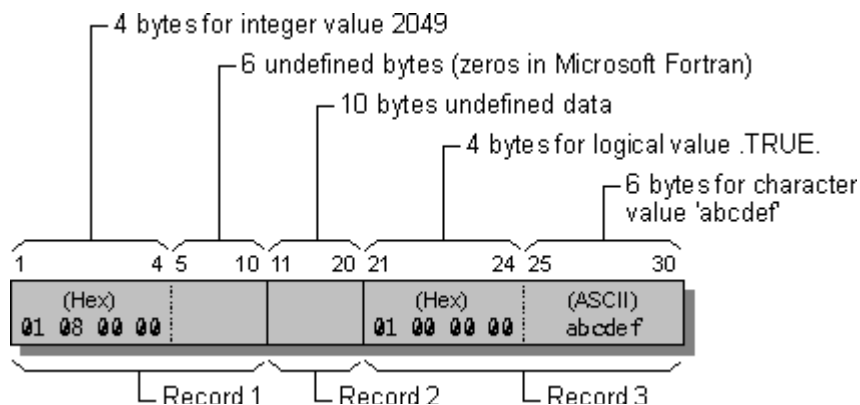 4 bytes for integer value 2049
6 undefined bytes (zeros in Microsoft Fortran)
10 bytes undefined data
4 bytes for logical value .TRUE.
6 bytes for character
value 'abcdef'
1 4 5 10 11 20 21 24 25 30
(Hex) (Hex) (ASCII)
01 08 00 00 01 00 00 00 abcdef
Record 1 Record 2 Record 3